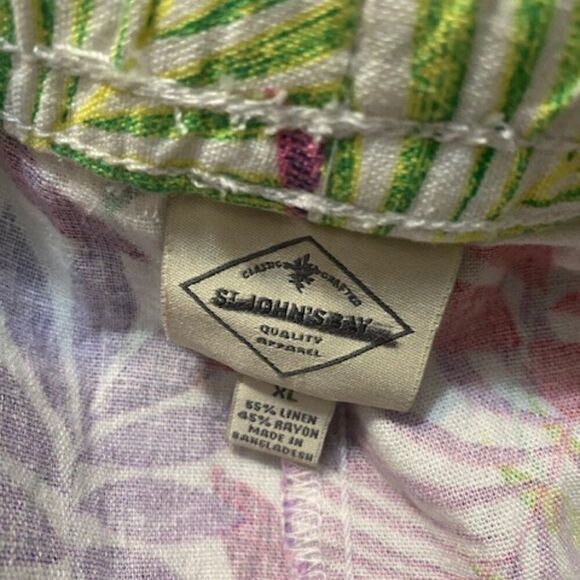 CLASSIC CRAFTED
ST. JOHN'S BAY
QUALITY
APPAREL
XL
55% LINEN
45% RAYON
MADE IN
BANGLADESH